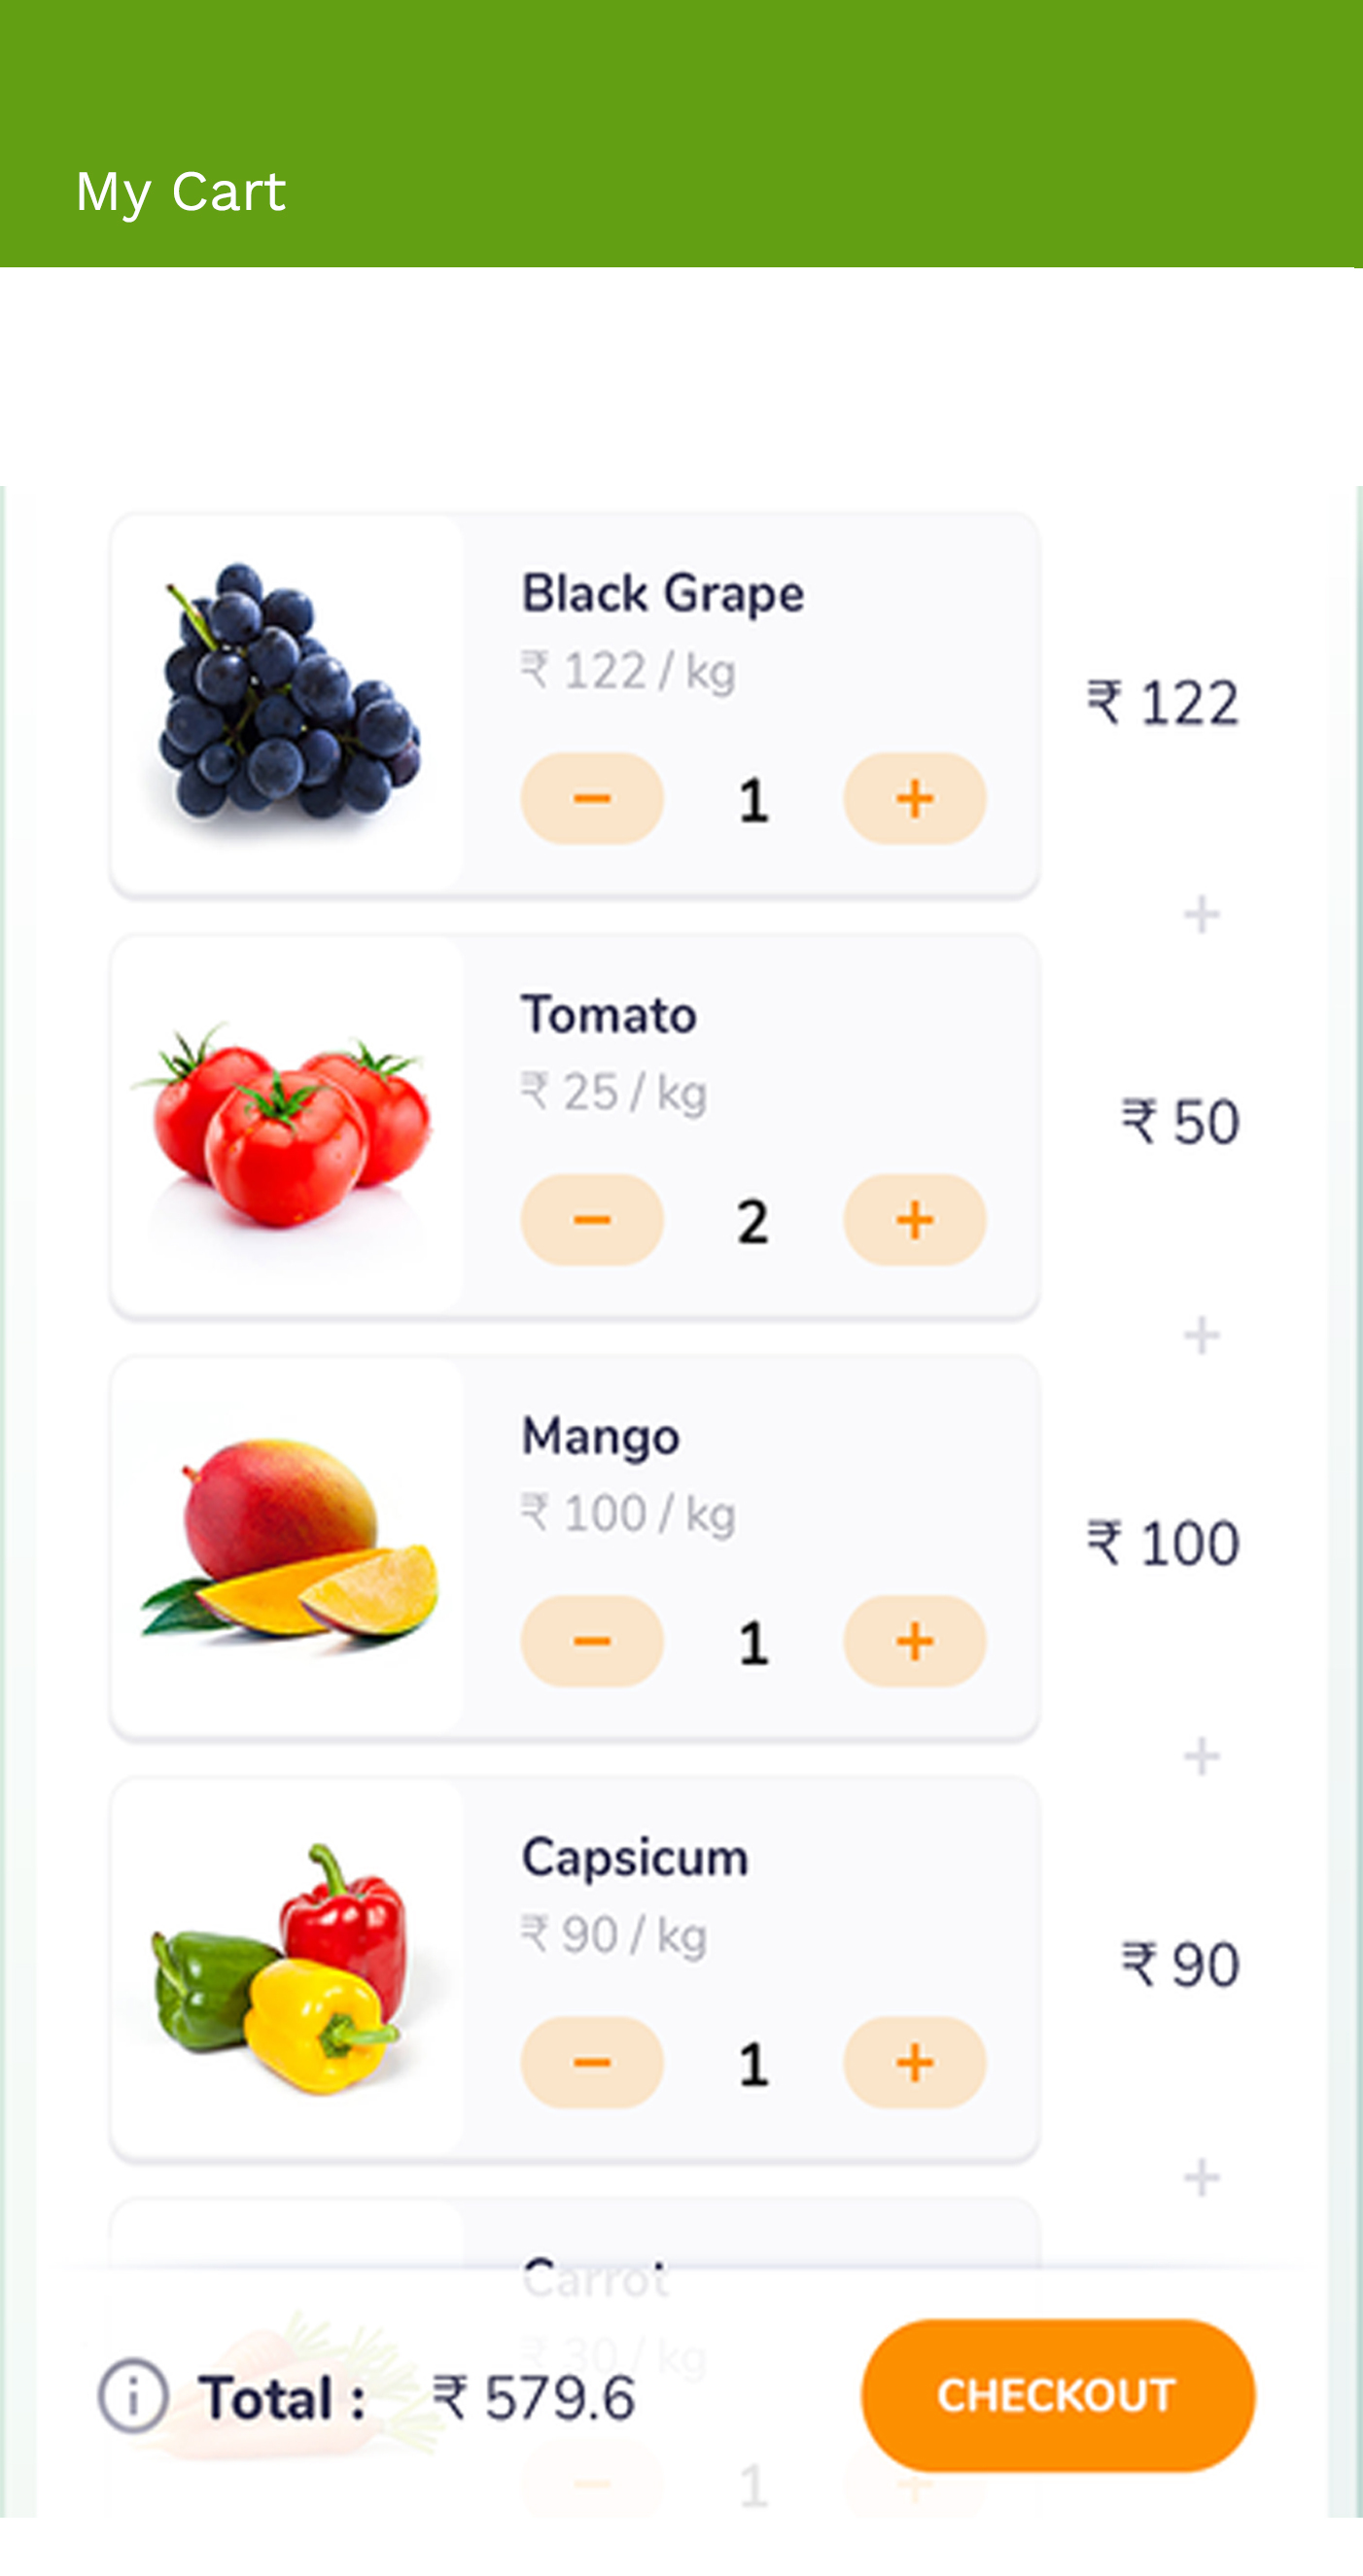 My Cart
Black Grape
₹ 122 / kg
₹ 122
− 1 +
+
Tomato
₹ 25 / kg
₹ 50
− 2 +
+
Mango
₹ 100 / kg
₹ 100
− 1 +
+
Capsicum
₹ 90 / kg
₹ 90
− 1 +
+
Carrot
₹ 30 / kg
i Total : ₹ 579.6 CHECKOUT
− 1 +